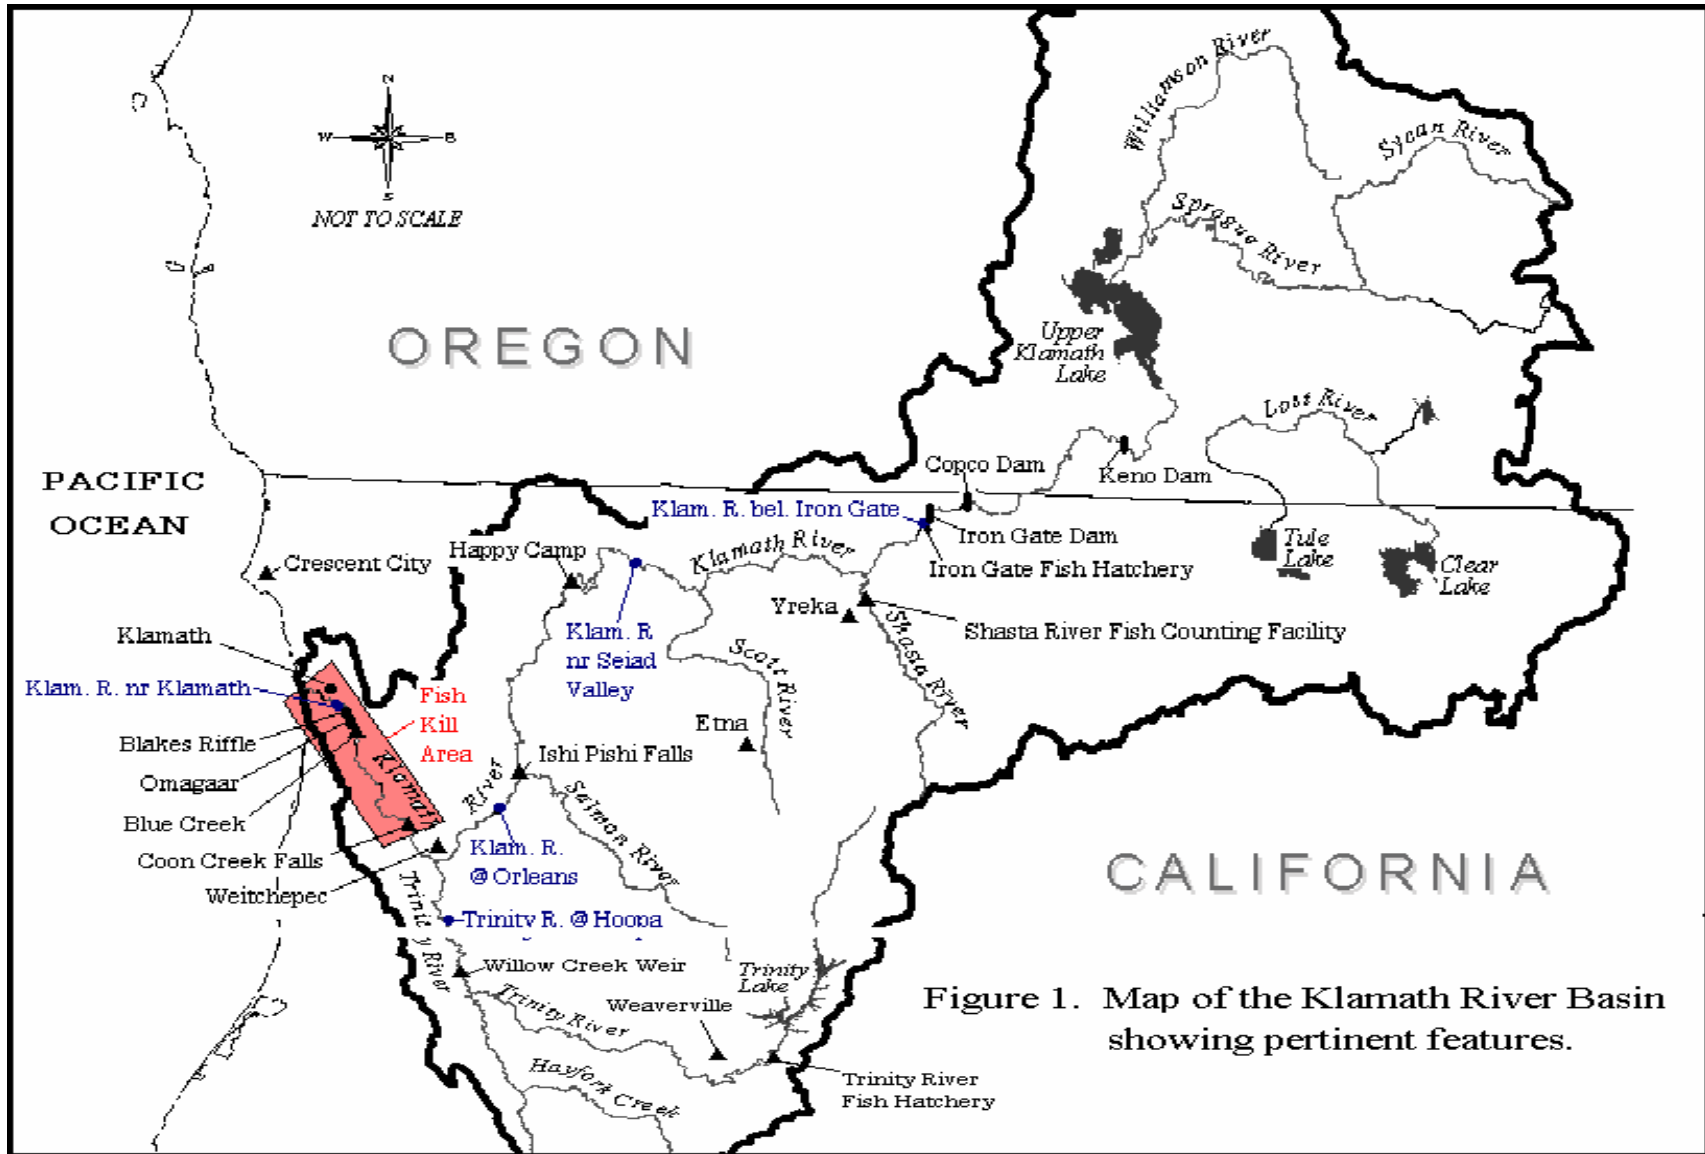 Williamson River
Sycan River
Sprague River
N
W
S
NOT TO SCALE
OREGON
Upper
Klamath
Lake
Lost River
PACIFIC
OCEAN
Copco Dam
Keno Dam
Klam. R. bel. Iron Gate
Iron Gate Dam
Iron Gate Fish Hatchery
Tule
Lake
Clear
Lake
Happy Camp
Klamath River
Crescent City
Yreka
Shasta River Fish Counting Facility
Shasta River
Klam. R
nr Seiad
Valley
Scott River
Klamath
Klam. R. nr Klamath
Fish
Kill
Area
Blakes Riffle
Omagaar
Blue Creek
Coon Creek Falls
Weitchepec
Klamath River
Etna
Ishi Pishi Falls
Salmon River
Klam. R.
@ Orleans
Trinity R. @ Hoopa
Trinity River
Willow Creek Weir
Trinity
Lake
Weaverville
Trinity River
Hayfork Creek
Trinity River
Fish Hatchery
CALIFORNIA
Figure 1. Map of the Klamath River Basin
showing pertinent features.